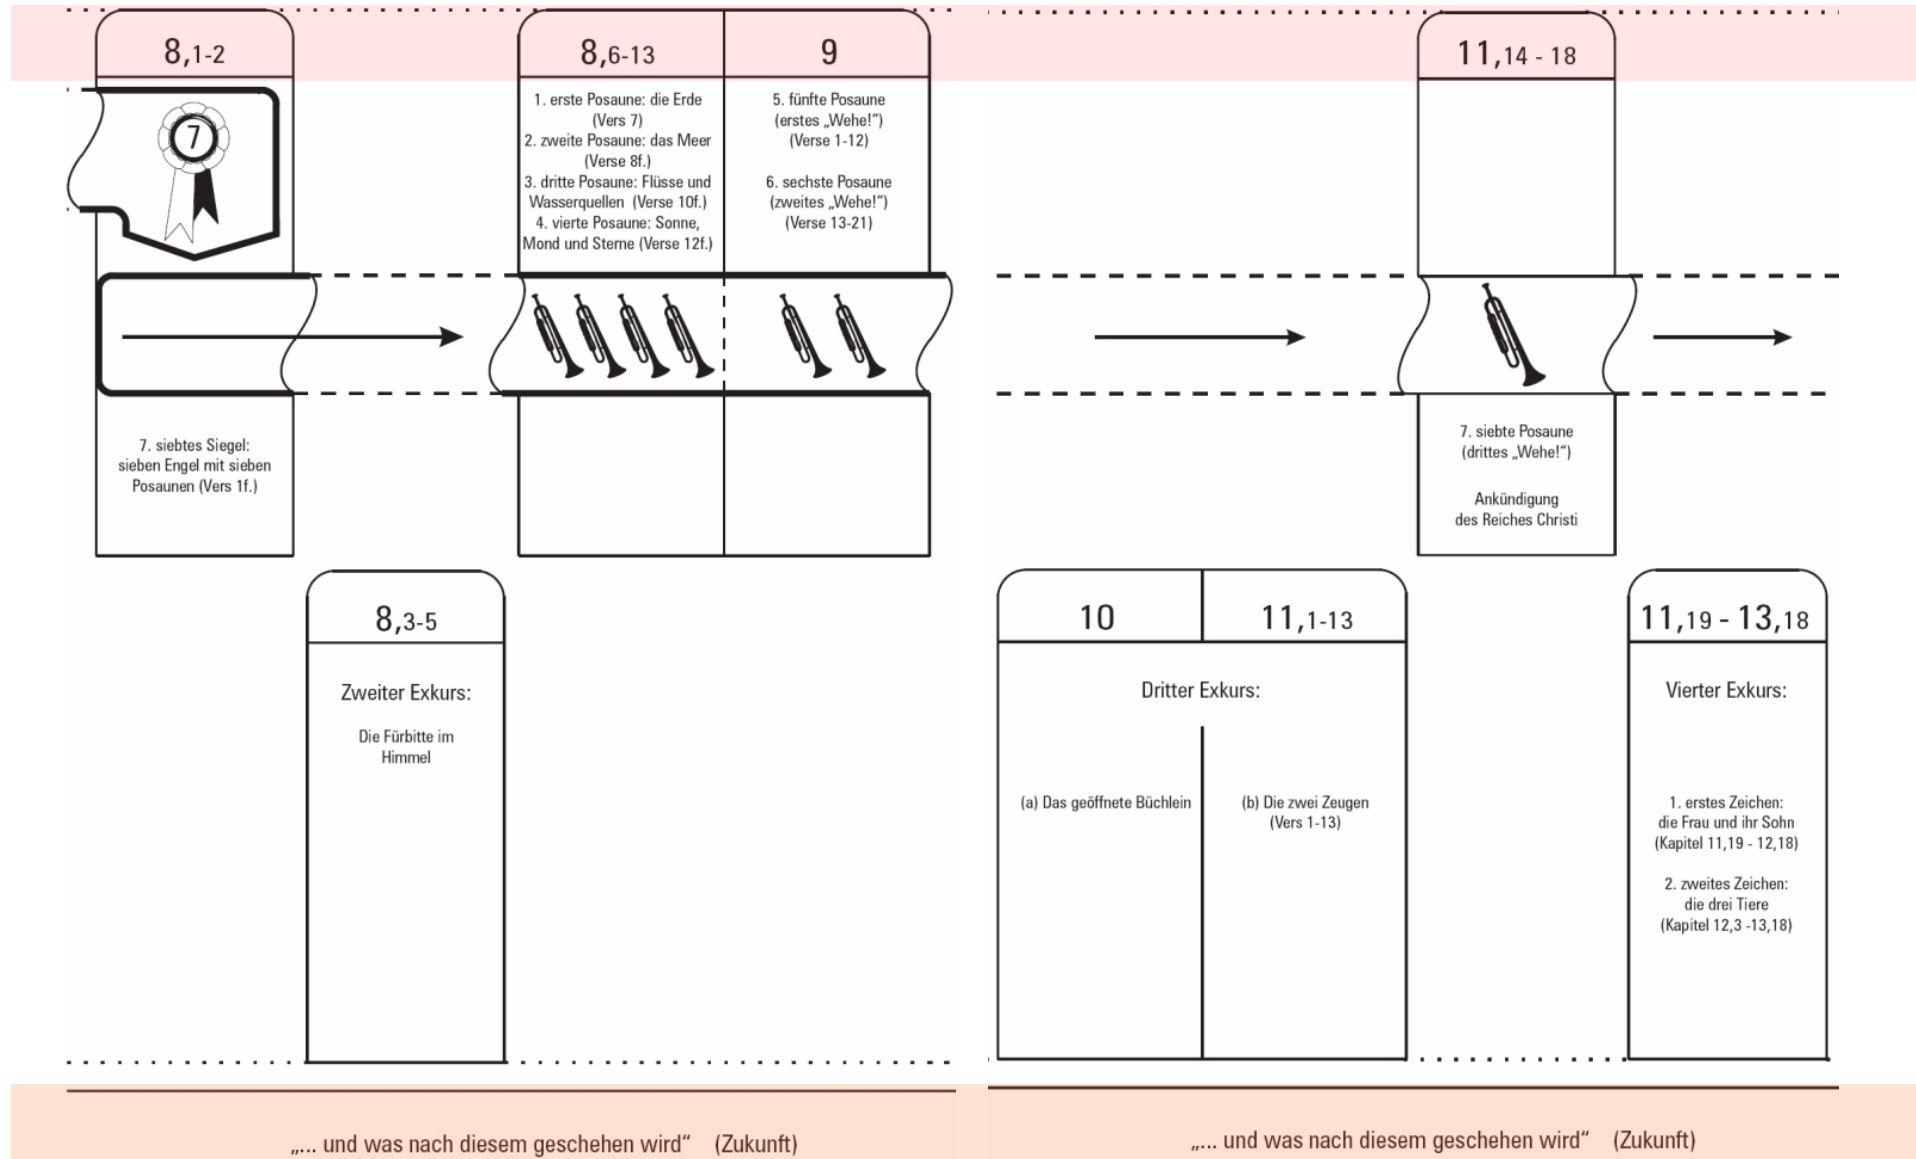 8,1-2
7
7. siebtes Siegel:
sieben Engel mit sieben
Posaunen (Vers 1f.)
8,3-5
Zweiter Exkurs:
Die Fürbitte im
Himmel
8,6-13
1. erste Posaune: die Erde
(Vers 7)
2. zweite Posaune: das Meer
(Verse 8f.)
3. dritte Posaune: Flüsse und
Wasserquellen (Verse 10f.)
4. vierte Posaune: Sonne,
Mond und Sterne (Verse 12f.)
9
5. fünfte Posaune
(erstes „Wehe!“)
(Verse 1-12)
6. sechste Posaune
(zweites „Wehe!“)
(Verse 13-21)
„... und was nach diesem geschehen wird“ (Zukunft)
10
11,1-13
Dritter Exkurs:
(a) Das geöffnete Büchlein
(b) Die zwei Zeugen
(Vers 1-13)
11,14 - 18
7. siebte Posaune
(drittes „Wehe!“)
Ankündigung
des Reiches Christi
11,19 - 13,18
Vierter Exkurs:
1. erstes Zeichen:
die Frau und ihr Sohn
(Kapitel 11,19 - 12,18)
2. zweites Zeichen:
die drei Tiere
(Kapitel 12,3 -13,18)
„... und was nach diesem geschehen wird“ (Zukunft)